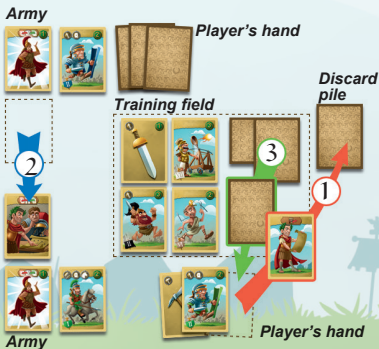 Army
Player's hand
Discard
pile
Training field
3
2
1
Player's hand
Army